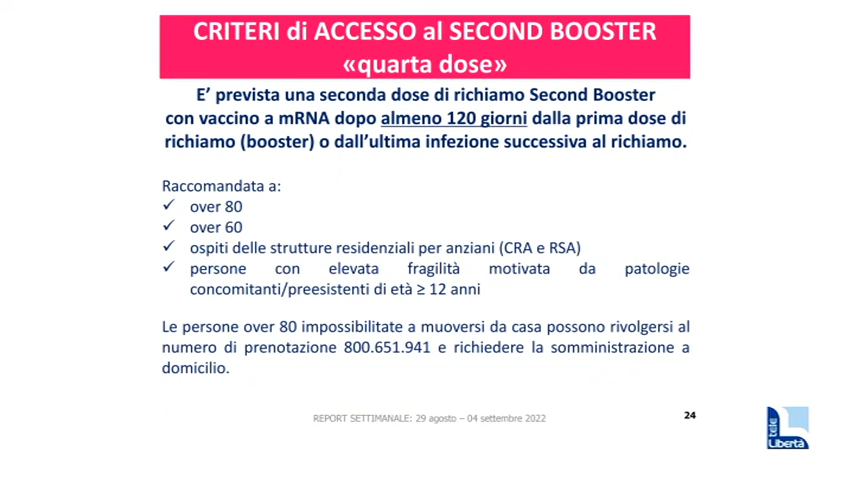 CRITERI di ACCESSO al SECOND BOOSTER
«quarta dose»
E’ prevista una seconda dose di richiamo Second Booster
con vaccino a mRNA dopo almeno 120 giorni dalla prima dose di
richiamo (booster) o dall’ultima infezione successiva al richiamo.
Raccomandata a:
✓ over 80
✓ over 60
✓ ospiti delle strutture residenziali per anziani (CRA e RSA)
✓ persone con elevata fragilità motivata da patologie
concomitanti/preesistenti di età ≥ 12 anni
Le persone over 80 impossibilitate a muoversi da casa possono rivolgersi al
numero di prenotazione 800.651.941 e richiedere la somministrazione a
domicilio.
REPORT SETTIMANALE: 29 agosto – 04 settembre 2022
24
tele
Libertà